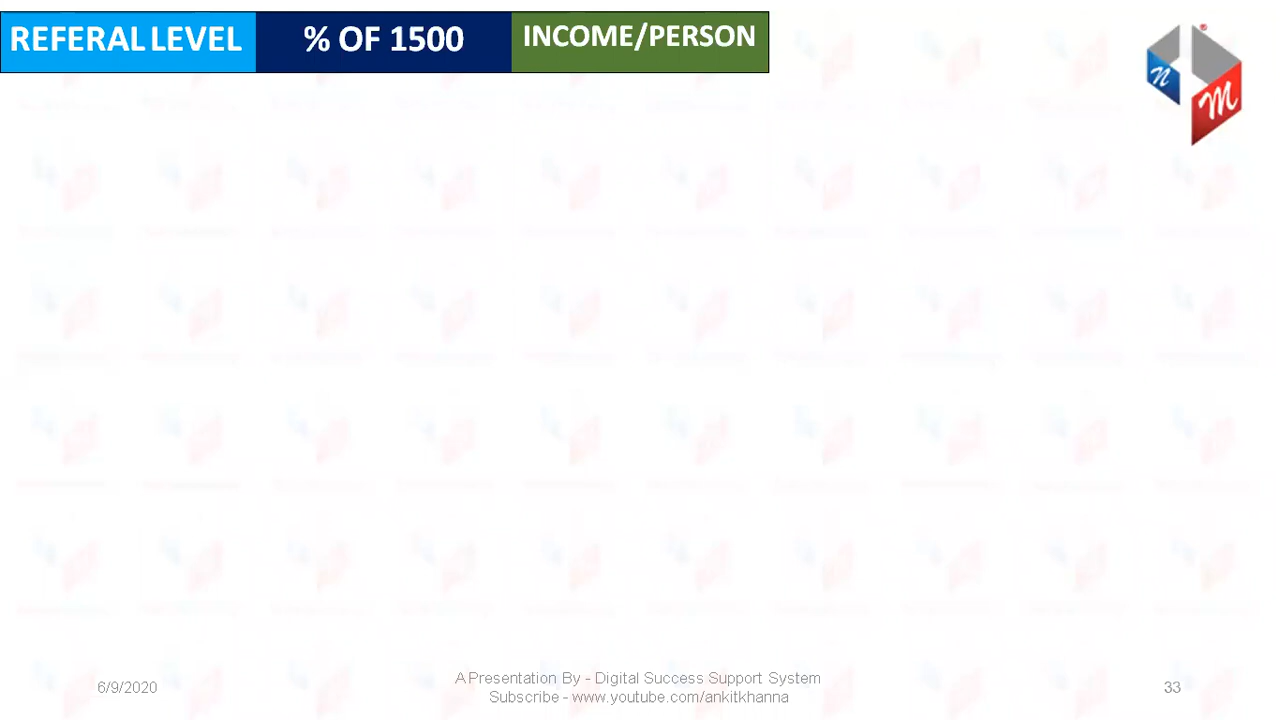 REFERAL LEVEL % OF 1500 INCOME/PERSON
n M ®
6/9/2020
A Presentation By - Digital Success Support System
Subscribe - www.youtube.com/ankitkhanna
33